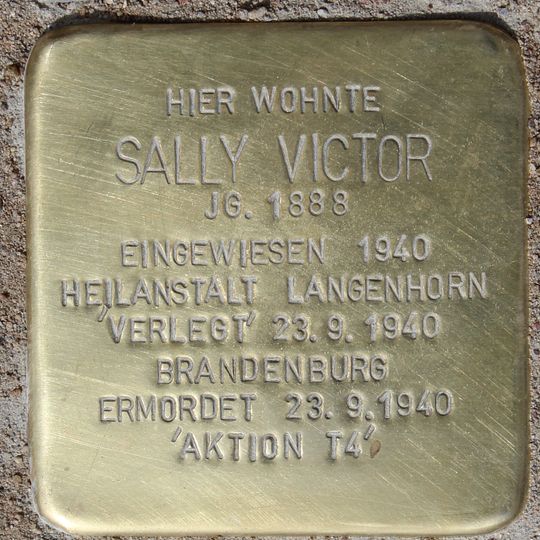 HIER WOHNTE
SALLY VICTOR
JG. 1888
EINGEWIESEN 1940
HEILANSTALT LANGENHORN
'VERLEGT' 23.9.1940
BRANDENBURG
ERMORDET 23.9.1940
'AKTION T4'